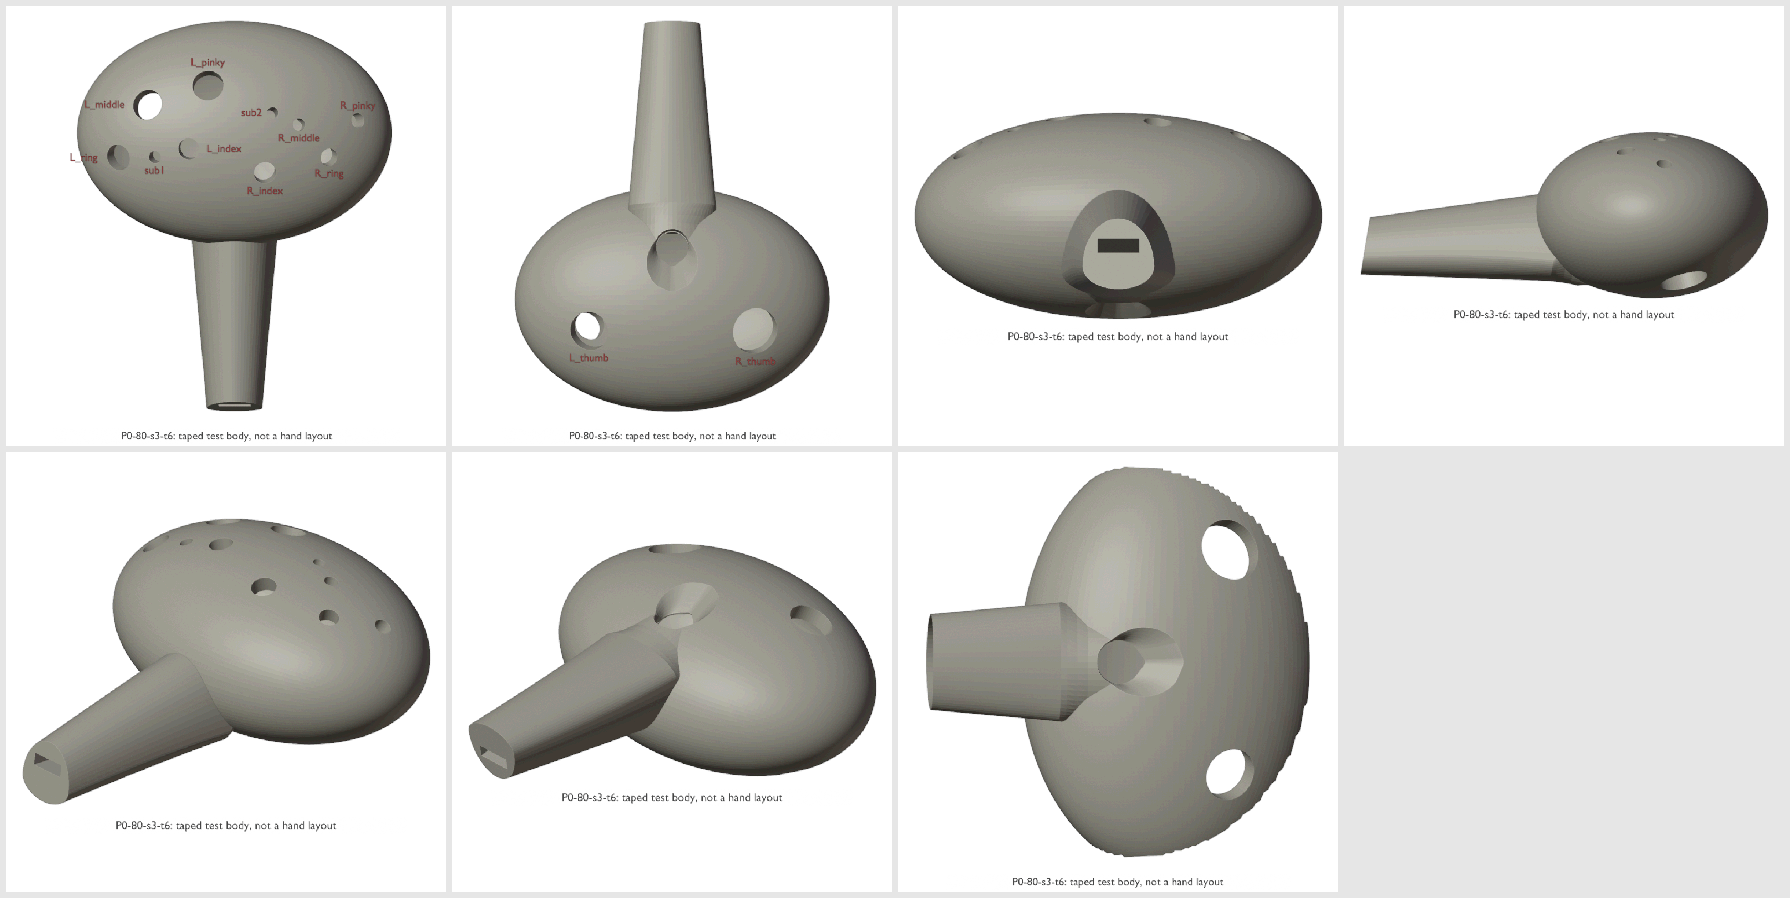 L_pinky
L_middle
sub2
R_pinky
R_middle
L_index
L_ring
sub1
R_ring
R_index
P0-80-s3-t6: taped test body, not a hand layout
L_thumb
R_thumb
P0-80-s3-t6: taped test body, not a hand layout
P0-80-s3-t6: taped test body, not a hand layout
P0-80-s3-t6: taped test body, not a hand layout
P0-80-s3-t6: taped test body, not a hand layout
P0-80-s3-t6: taped test body, not a hand layout
P0-80-s3-t6: taped test body, not a hand layout